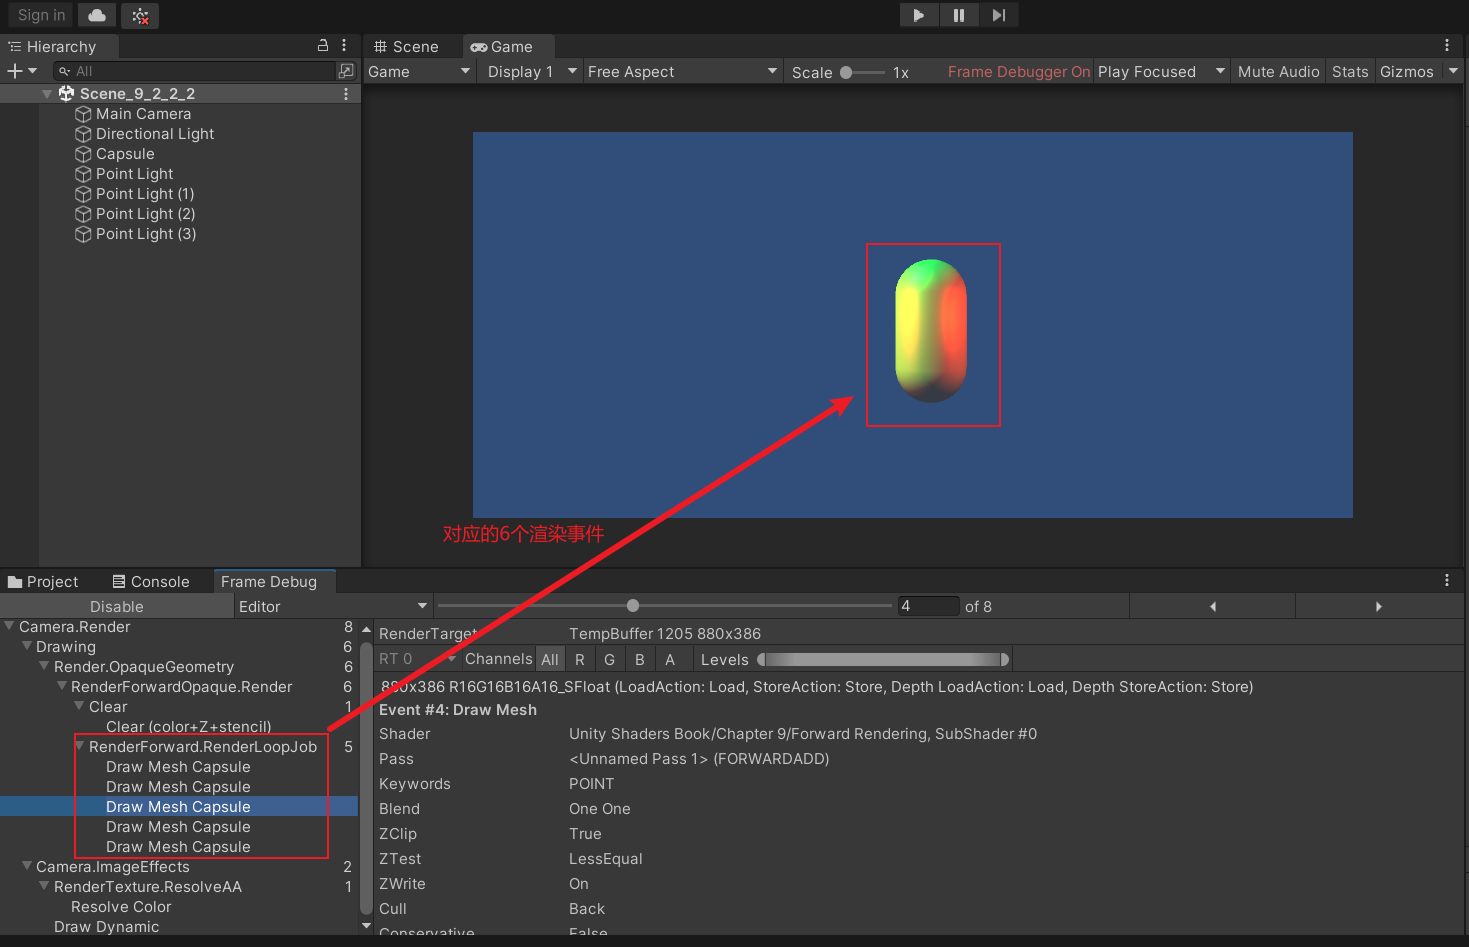 Sign in
Hierarchy
All
Scene_9_2_2_2
Main Camera
Directional Light
Capsule
Point Light
Point Light (1)
Point Light (2)
Point Light (3)
Scene Game
Game Display 1 Free Aspect Scale 1x Frame Debugger On Play Focused Mute Audio Stats Gizmos
对应的6个渲染事件
Project Console Frame Debug
Disable Editor 4 of 8
Camera.Render 8
Drawing 6
Render.OpaqueGeometry 6
RenderForwardOpaque.Render 6
Clear 1
Clear (color+Z+stencil)
RenderForward.RenderLoopJob 5
Draw Mesh Capsule
Draw Mesh Capsule
Draw Mesh Capsule
Draw Mesh Capsule
Draw Mesh Capsule
Camera.ImageEffects 2
RenderTexture.ResolveAA 1
Resolve Color
Draw Dynamic
RenderTarget TempBuffer 1205 880x386
RT 0 Channels All R G B A Levels
880x386 R16G16B16A16_SFloat (LoadAction: Load, StoreAction: Store, Depth LoadAction: Load, Depth StoreAction: Store)
Event #4: Draw Mesh
Shader Unity Shaders Book/Chapter 9/Forward Rendering, SubShader #0
Pass <Unnamed Pass 1> (FORWARDADD)
Keywords POINT
Blend One One
ZClip True
ZTest LessEqual
ZWrite On
Cull Back
Conservative False